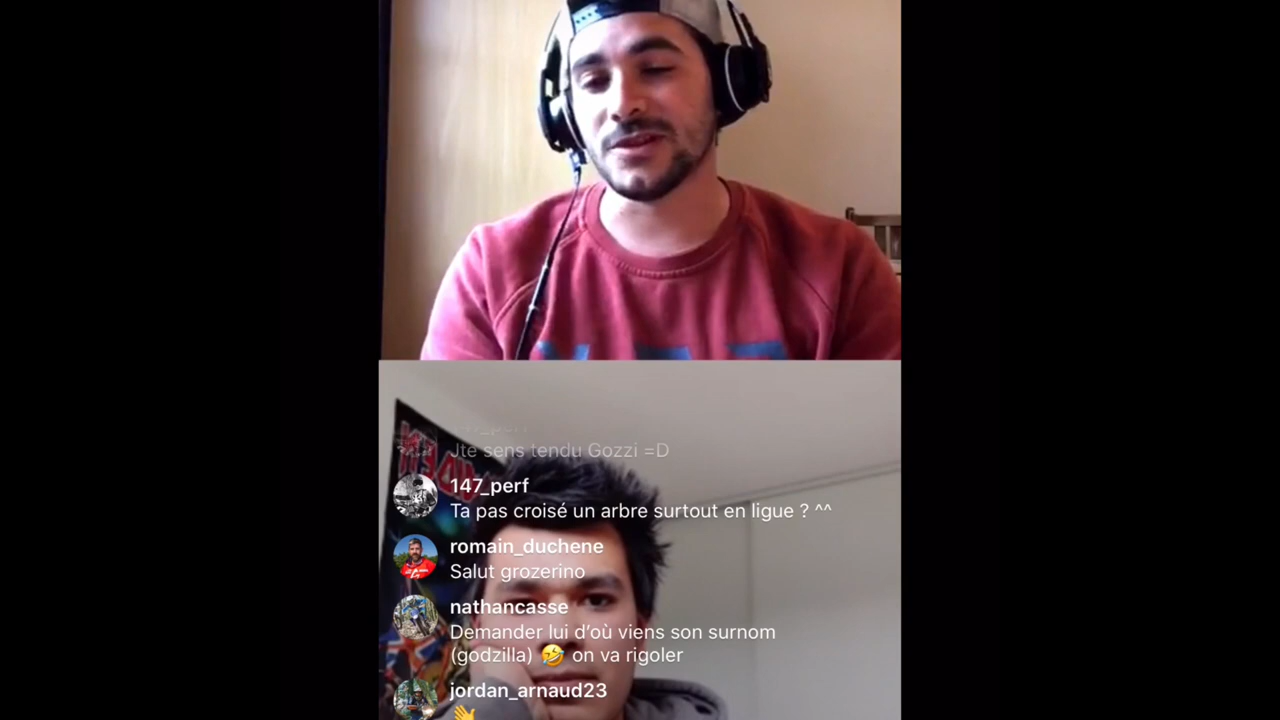 Jte sens tendu Gozzi =D
147_perf
Ta pas croisé un arbre surtout en ligue ? ^^
romain_duchene
Salut grozerino
nathancasse
Demander lui d'où viens son surnom
(godzilla) 🤣 on va rigoler
jordan_arnaud23
👋